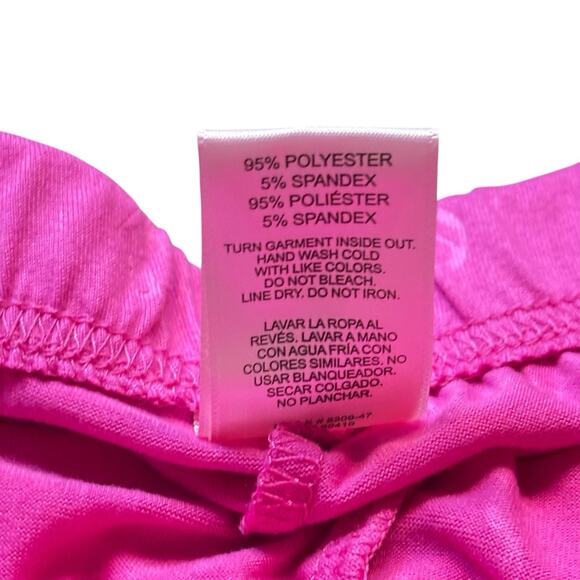 95% POLYESTER
5% SPANDEX
95% POLIÉSTER
5% SPANDEX
TURN GARMENT INSIDE OUT.
HAND WASH COLD
WITH LIKE COLORS.
DO NOT BLEACH.
LINE DRY. DO NOT IRON.
LAVAR LA ROPA AL
REVÉS. LAVAR A MANO
CON AGUA FRÍA CON
COLORES SIMILARES. NO
USAR BLANQUEADOR.
SECAR COLGADO.
NO PLANCHAR.